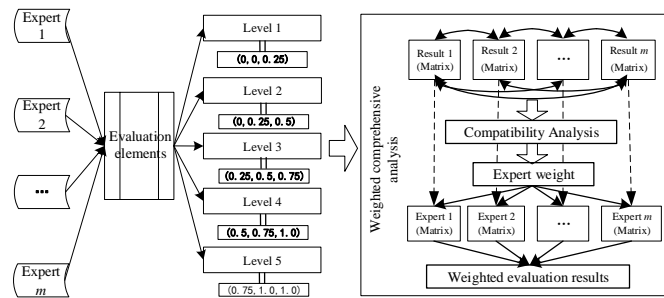 Expert
1
Expert
2
...
Expert
m
Evaluation
elements
Level 1
(0, 0, 0.25)
Level 2
(0, 0.25, 0.5)
Level 3
(0.25, 0.5, 0.75)
Level 4
(0.5, 0.75, 1.0)
Level 5
(0.75, 1.0, 1.0)
Weighted comprehensive
analysis
Result 1
(Matrix)
Result 2
(Matrix)
...
Result m
(Matrix)
Compatibility Analysis
Expert weight
Expert 1
(Matrix)
Expert 2
(Matrix)
...
Expert m
(Matrix)
Weighted evaluation results